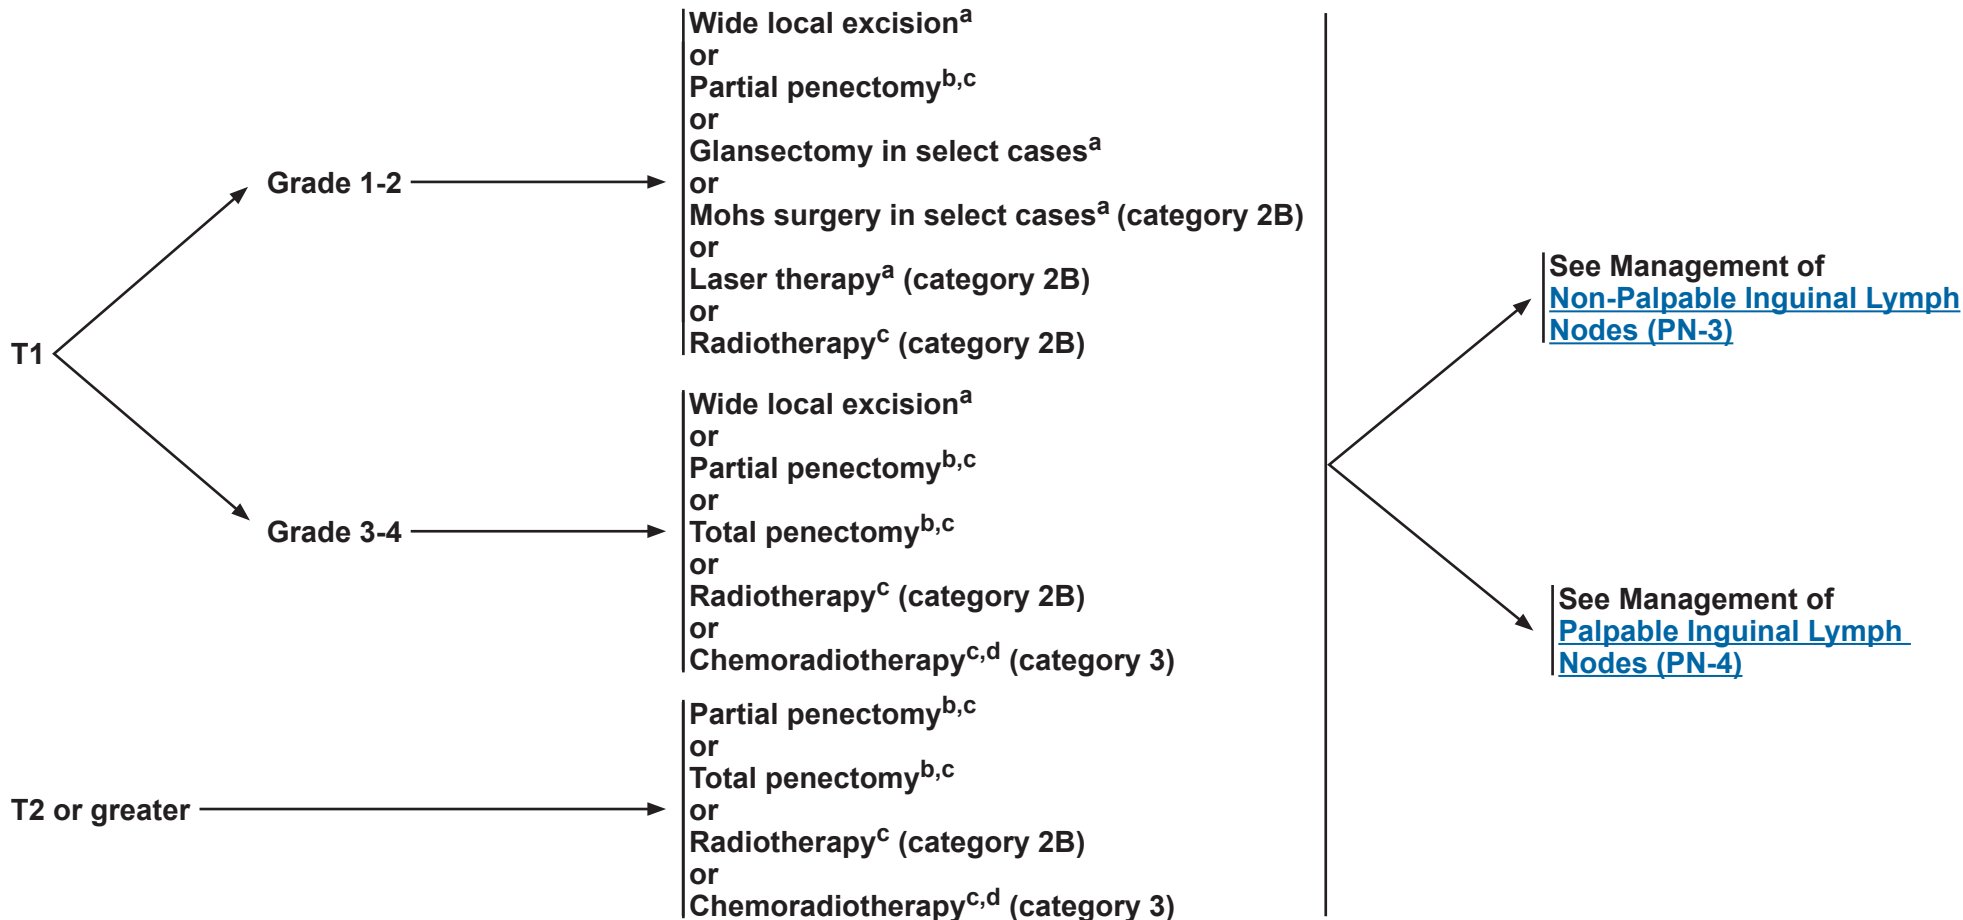 T1
Grade 1-2
Wide local excisionᵃ
or
Partial penectomyᵇ,ᶜ
or
Glansectomy in select casesᵃ
or
Mohs surgery in select casesᵃ (category 2B)
or
Laser therapyᵃ (category 2B)
or
Radiotherapyᶜ (category 2B)
Grade 3-4
Wide local excisionᵃ
or
Partial penectomyᵇ,ᶜ
or
Total penectomyᵇ,ᶜ
or
Radiotherapyᶜ (category 2B)
or
Chemoradiotherapyᶜ,ᵈ (category 3)
T2 or greater
Partial penectomyᵇ,ᶜ
or
Total penectomyᵇ,ᶜ
or
Radiotherapyᶜ (category 2B)
or
Chemoradiotherapyᶜ,ᵈ (category 3)
See Management of
Non-Palpable Inguinal Lymph
Nodes (PN-3)
See Management of
Palpable Inguinal Lymph
Nodes (PN-4)